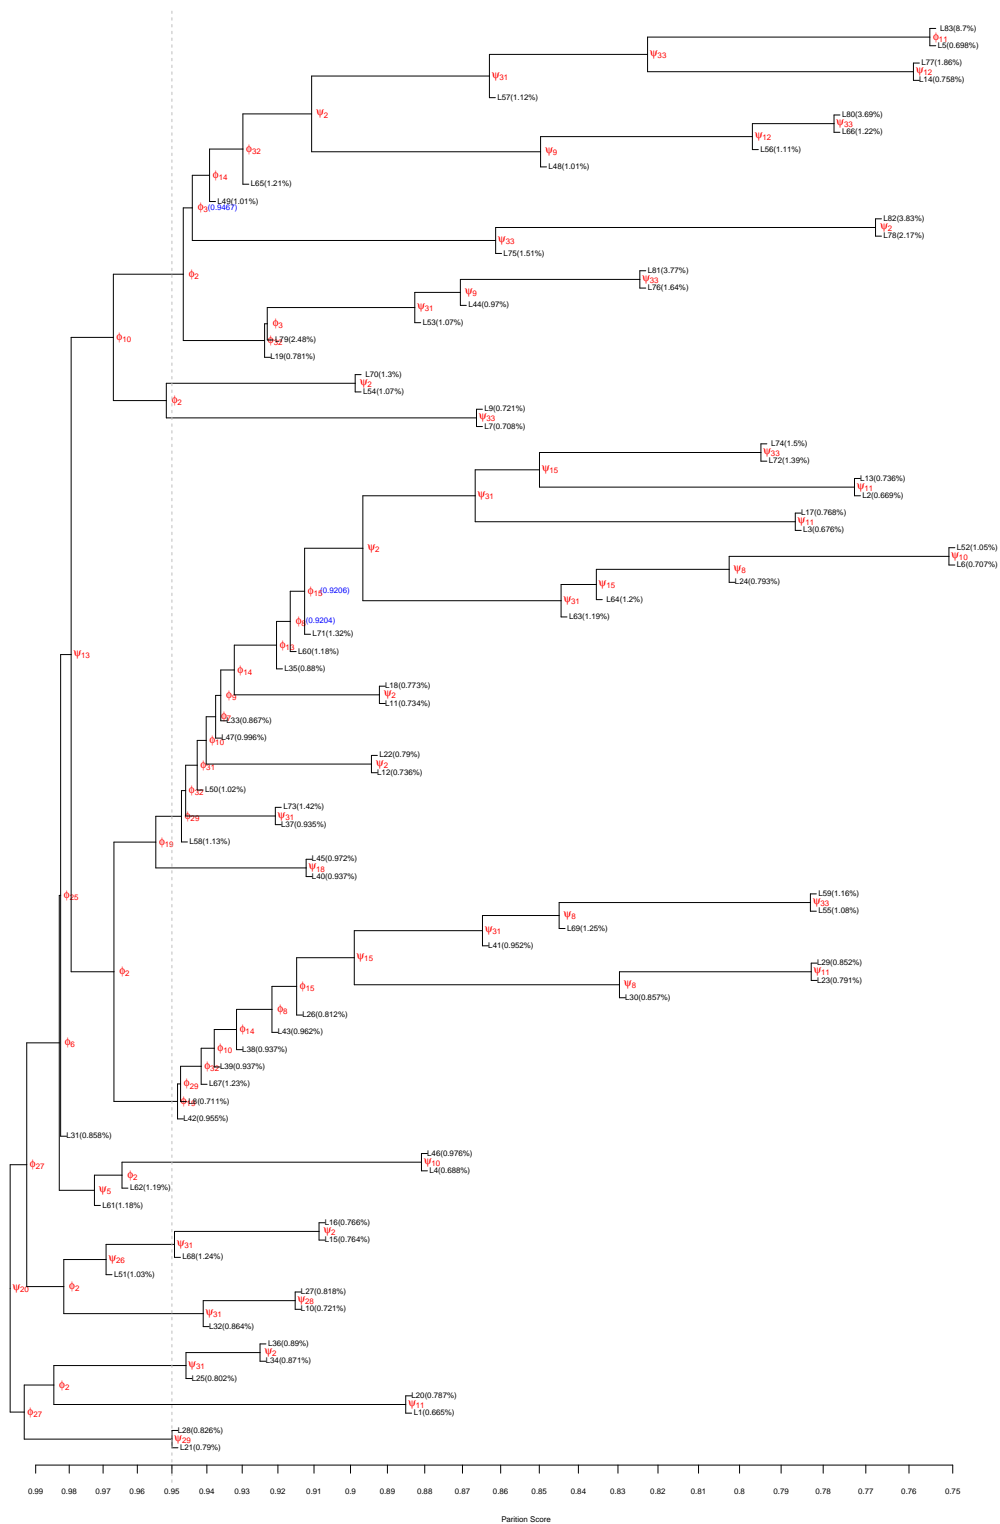 L83(8.7%)
ϕ11
L5(0.698%)
ψ33
L77(1.86%)
ψ12
L14(0.758%)
ψ31
L57(1.12%)
ψ2
L80(3.69%)
ψ33
L66(1.22%)
ψ12
L56(1.11%)
ψ9
L48(1.01%)
ϕ32
L65(1.21%)
ϕ14
L49(1.01%)
ϕ3(0.9467)
L82(3.83%)
ψ2
L78(2.17%)
ψ33
L75(1.51%)
ϕ2
L81(3.77%)
ψ33
L76(1.64%)
ψ9
L44(0.97%)
ψ31
L53(1.07%)
ϕ3
L79(2.48%)
ϕ32
L19(0.781%)
ϕ10
L70(1.3%)
ψ2
L54(1.07%)
ϕ2
L9(0.721%)
ψ33
L7(0.708%)
L74(1.5%)
ψ33
L72(1.39%)
ψ15
L13(0.736%)
ψ11
L2(0.669%)
ψ31
L17(0.768%)
ψ11
L3(0.676%)
ψ2
L52(1.05%)
ψ10
L6(0.707%)
ψ8
L24(0.793%)
ψ15
L64(1.2%)
ψ31
L63(1.19%)
ϕ15(0.9206)
ϕ8(0.9204)
L71(1.32%)
L60(1.18%)
ϕ13
L35(0.88%)
ϕ14
L18(0.773%)
ψ2
L11(0.734%)
ϕ9
L33(0.867%)
L47(0.996%)
ϕ10
L22(0.79%)
ψ2
L12(0.736%)
ϕ31
L50(1.02%)
ϕ32
L73(1.42%)
ψ31
L37(0.935%)
ϕ29
L58(1.13%)
ϕ19
L45(0.972%)
ψ18
L40(0.937%)
ψ13
L59(1.16%)
ψ33
L55(1.08%)
ψ8
L69(1.25%)
ψ31
L41(0.952%)
ψ15
L29(0.852%)
ψ11
L23(0.791%)
ψ8
L30(0.857%)
ϕ15
L26(0.812%)
ϕ8
L43(0.962%)
ϕ14
L38(0.937%)
ϕ10
L39(0.937%)
ϕ32
L67(1.23%)
ϕ29
L8(0.711%)
L42(0.955%)
ϕ2
ϕ25
ϕ6
L31(0.858%)
L46(0.976%)
ψ10
L4(0.688%)
ϕ2
L62(1.19%)
ψ5
L61(1.18%)
ϕ27
L16(0.766%)
ψ2
L15(0.764%)
ψ31
L68(1.24%)
ψ26
L51(1.03%)
ϕ2
L27(0.818%)
ψ28
L10(0.721%)
ψ31
L32(0.864%)
ψ20
L36(0.89%)
ψ2
L34(0.871%)
ψ31
L25(0.802%)
ϕ2
L20(0.787%)
ψ11
L1(0.665%)
ϕ27
L28(0.826%)
ψ29
L21(0.79%)
0.99 0.98 0.97 0.96 0.95 0.94 0.93 0.92 0.91 0.9 0.89 0.88 0.87 0.86 0.85 0.84 0.83 0.82 0.81 0.8 0.79 0.78 0.77 0.76 0.75
Parition Score